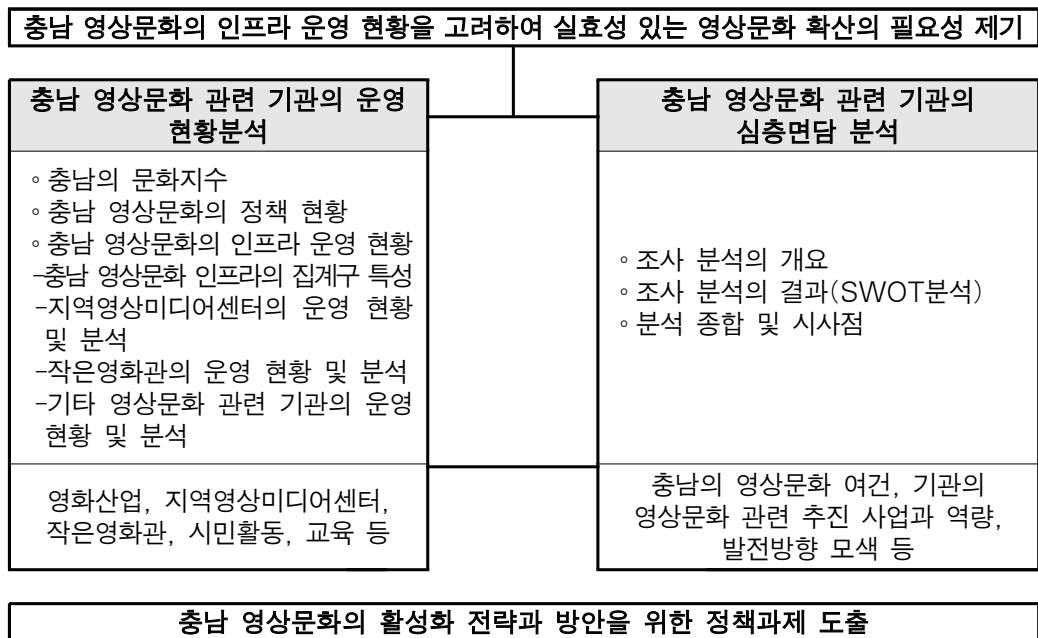 충남 영상문화의 인프라 운영 현황을 고려하여 실효성 있는 영상문화 확산의 필요성 제기
충남 영상문화 관련 기관의 운영
현황분석
◦ 충남의 문화지수
◦ 충남 영상문화의 정책 현황
◦ 충남 영상문화의 인프라 운영 현황
-충남 영상문화 인프라의 집계구 특성
-지역영상미디어센터의 운영 현황
및 분석
-작은영화관의 운영 현황 및 분석
-기타 영상문화 관련 기관의 운영
현황 및 분석
영화산업, 지역영상미디어센터,
작은영화관, 시민활동, 교육 등
충남 영상문화 관련 기관의
심층면담 분석
◦ 조사 분석의 개요
◦ 조사 분석의 결과(SWOT분석)
◦ 분석 종합 및 시사점
충남의 영상문화 여건, 기관의
영상문화 관련 추진 사업과 역량,
발전방향 모색 등
충남 영상문화의 활성화 전략과 방안을 위한 정책과제 도출